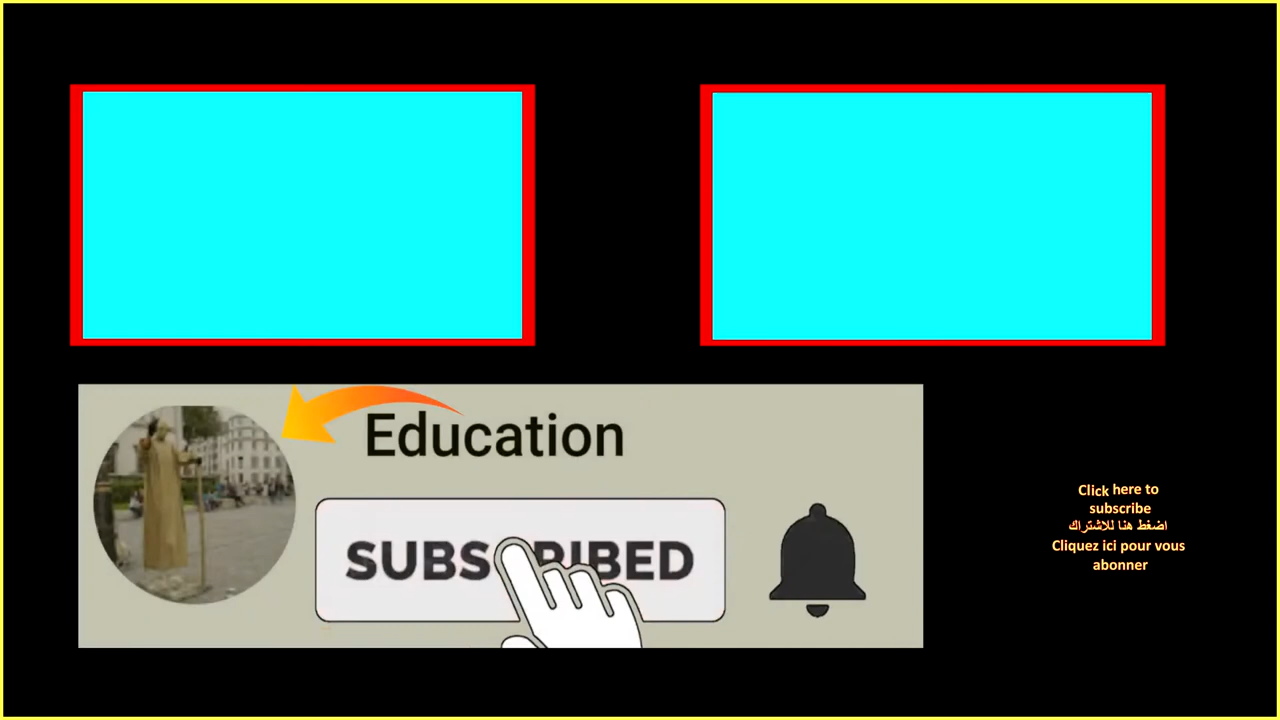 Education
SUBSCRIBED
Click here to
subscribe
اضغط هنا للاشتراك
Cliquez ici pour vous
abonner